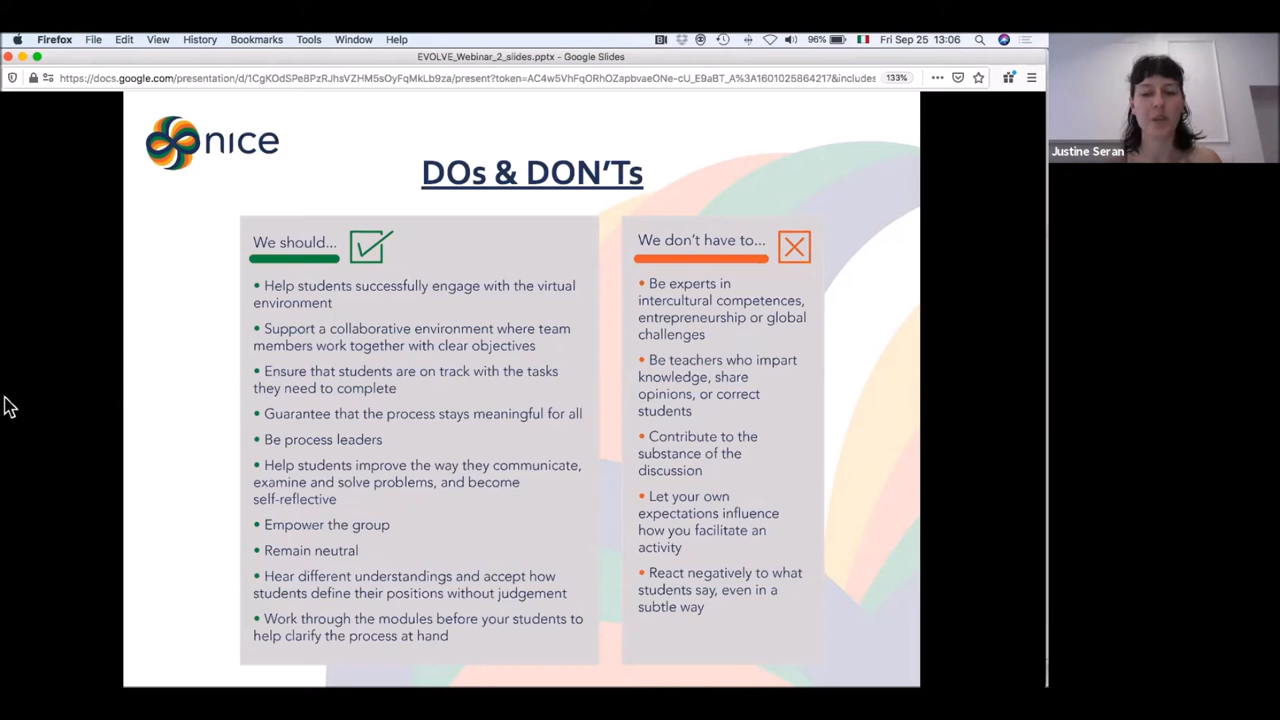 Firefox File Edit View History Bookmarks Tools Window Help 96% Fri Sep 25 13:06
EVOLVE_Webinar_2_slides.pptx - Google Slides
https://docs.google.com/presentation/d/1CgKOdSPe8PzRJhsVZHM5sOyFqMkLb9za/present?token=AC4w5VhFqORhOZapbvaeONe-cU_E9aBT_A%3A1601025864217&includes 133%
Justine Seran
nice
DOs & DON'Ts
We should...
• Help students successfully engage with the virtual
environment
• Support a collaborative environment where team
members work together with clear objectives
• Ensure that students are on track with the tasks
they need to complete
• Guarantee that the process stays meaningful for all
• Be process leaders
• Help students improve the way they communicate,
examine and solve problems, and become
self-reflective
• Empower the group
• Remain neutral
• Hear different understandings and accept how
students define their positions without judgement
• Work through the modules before your students to
help clarify the process at hand
We don't have to...
• Be experts in
intercultural competences,
entrepreneurship or global
challenges
• Be teachers who impart
knowledge, share
opinions, or correct
students
• Contribute to the
substance of the
discussion
• Let your own
expectations influence
how you facilitate an
activity
• React negatively to what
students say, even in a
subtle way